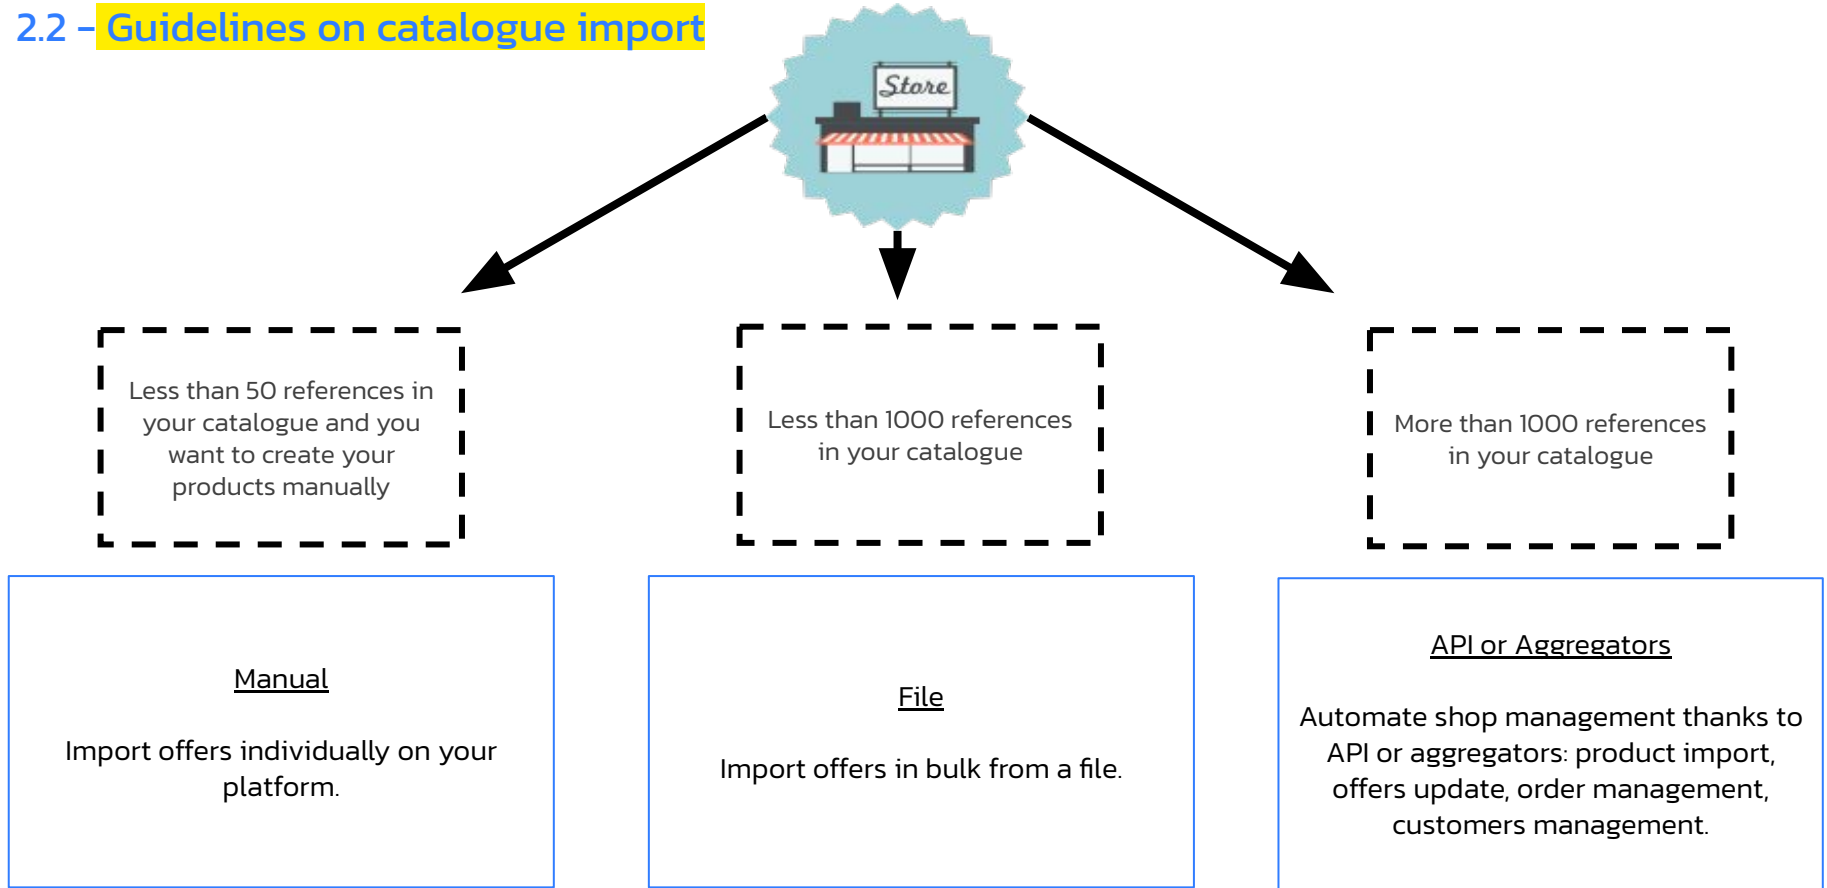 2.2 – Guidelines on catalogue import
Store
Less than 50 references in
your catalogue and you
want to create your
products manually
Less than 1000 references
in your catalogue
More than 1000 references
in your catalogue
Manual
Import offers individually on your
platform.
File
Import offers in bulk from a file.
API or Aggregators
Automate shop management thanks to
API or aggregators: product import,
offers update, order management,
customers management.